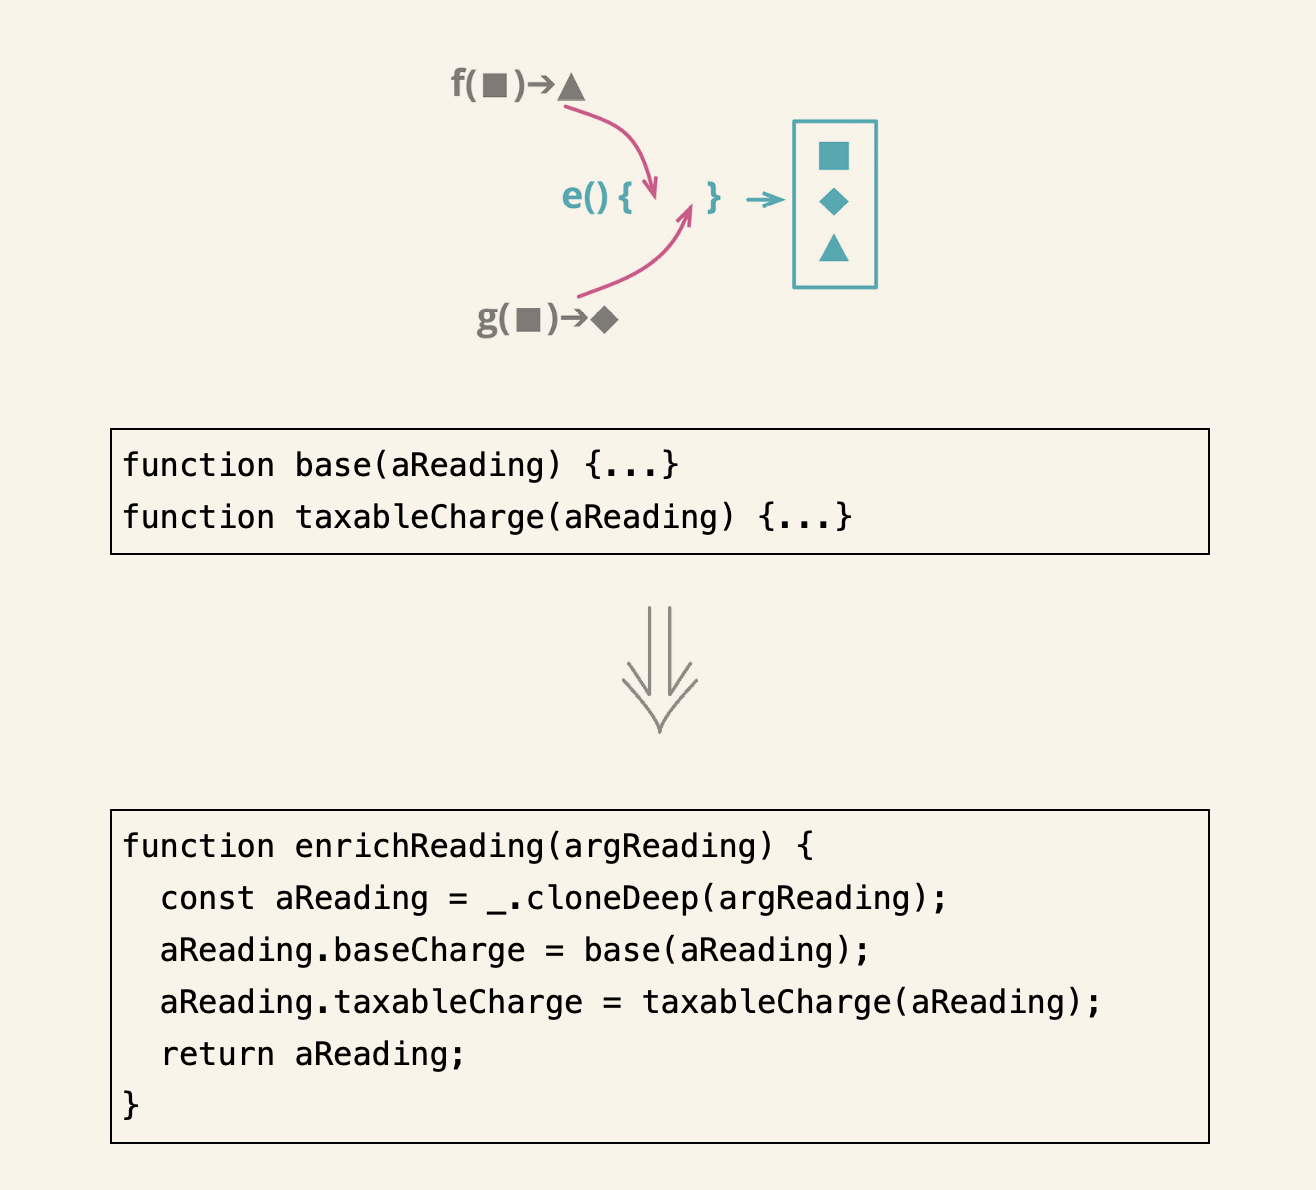 f(■)→▲
e() { } →
■
◆
▲
g(■)→◆
function base(aReading) {...}
function taxableCharge(aReading) {...}
function enrichReading(argReading) {
  const aReading = _.cloneDeep(argReading);
  aReading.baseCharge = base(aReading);
  aReading.taxableCharge = taxableCharge(aReading);
  return aReading;
}